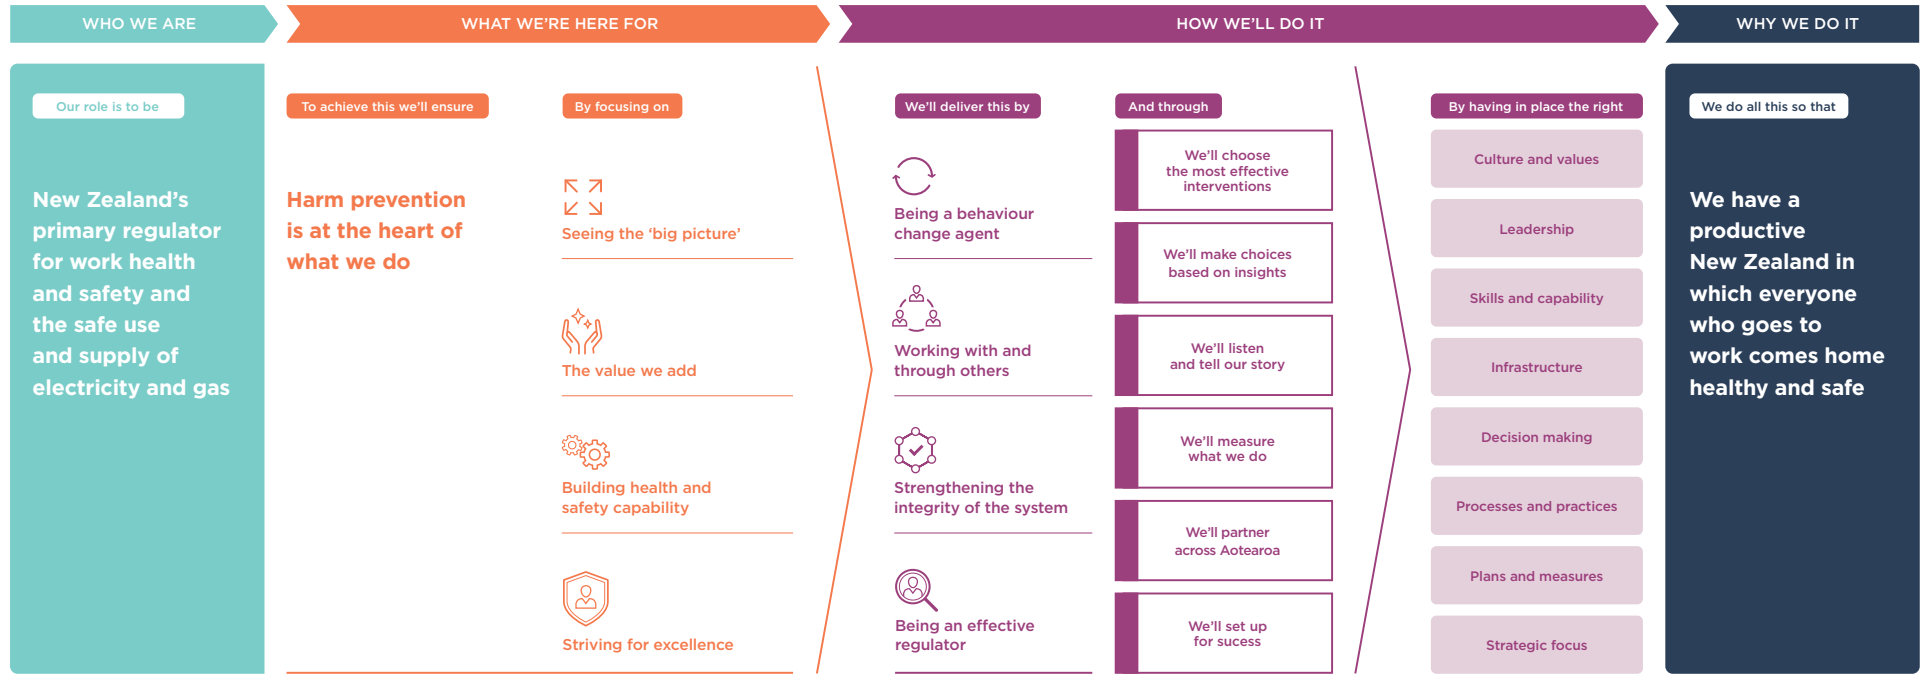 WHO WE ARE
WHAT WE'RE HERE FOR
HOW WE'LL DO IT
WHY WE DO IT
Our role is to be
New Zealand's
primary regulator
for work health
and safety and
the safe use
and supply of
electricity and gas
To achieve this we'll ensure
Harm prevention
is at the heart of
what we do
By focusing on
Seeing the 'big picture'
The value we add
Building health and
safety capability
Striving for excellence
We'll deliver this by
Being a behaviour
change agent
Working with and
through others
Strengthening the
integrity of the system
Being an effective
regulator
And through
We'll choose
the most effective
interventions
We'll make choices
based on insights
We'll listen
and tell our story
We'll measure
what we do
We'll partner
across Aotearoa
We'll set up
for sucess
By having in place the right
Culture and values
Leadership
Skills and capability
Infrastructure
Decision making
Processes and practices
Plans and measures
Strategic focus
We do all this so that
We have a
productive
New Zealand in
which everyone
who goes to
work comes home
healthy and safe